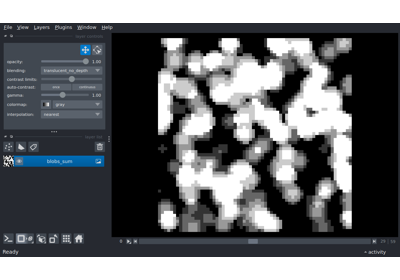 File View Layers Plugins Window Help
opacity: 1.00
blending: translucent_no_depth
contrast limits:
auto-contrast: once continuous
gamma: 1.00
colormap: gray
interpolation: nearest
blobs_sum
Ready
activity